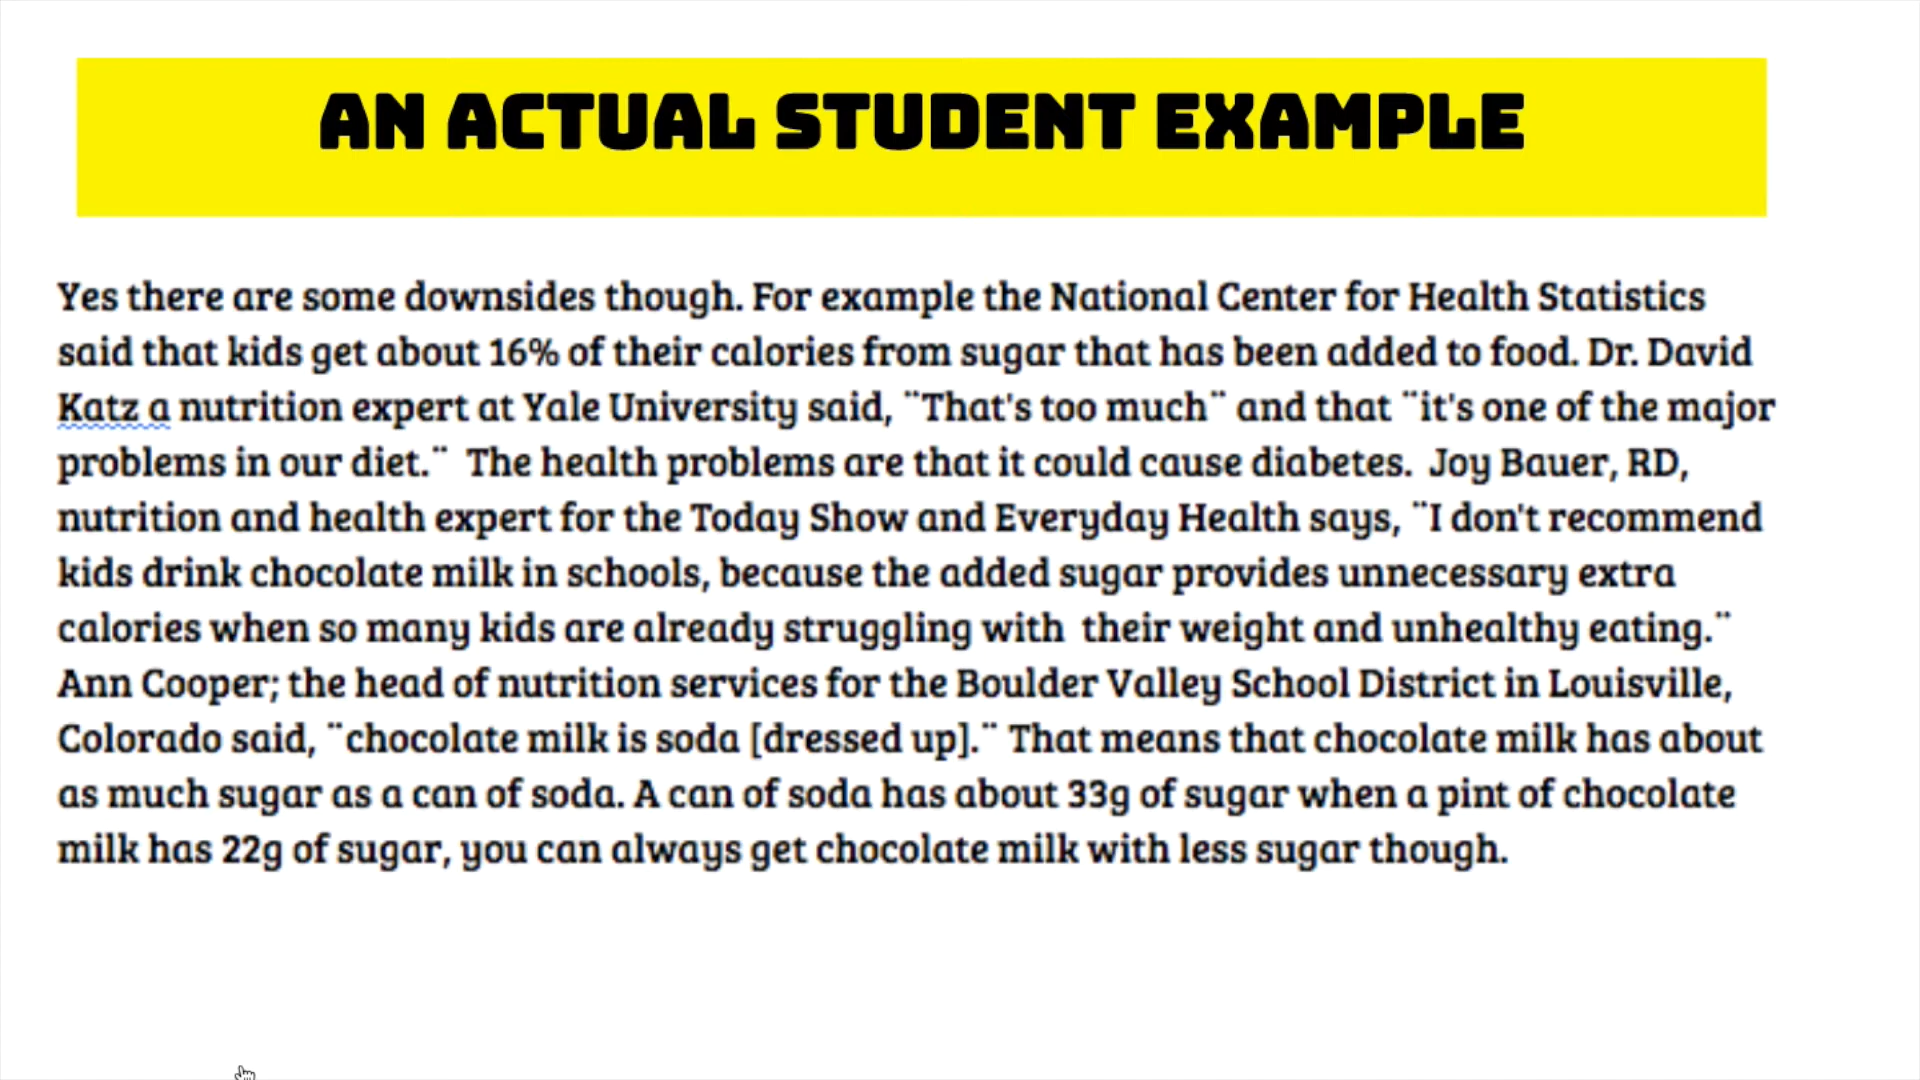 AN ACTUAL STUDENT EXAMPLE
Yes there are some downsides though. For example the National Center for Health Statistics
said that kids get about 16% of their calories from sugar that has been added to food. Dr. David
Katz a nutrition expert at Yale University said, ¨That's too much¨ and that ¨it's one of the major
problems in our diet.¨  The health problems are that it could cause diabetes.  Joy Bauer, RD,
nutrition and health expert for the Today Show and Everyday Health says, ¨I don't recommend
kids drink chocolate milk in schools, because the added sugar provides unnecessary extra
calories when so many kids are already struggling with  their weight and unhealthy eating.¨
Ann Cooper; the head of nutrition services for the Boulder Valley School District in Louisville,
Colorado said, ¨chocolate milk is soda [dressed up].¨ That means that chocolate milk has about
as much sugar as a can of soda. A can of soda has about 33g of sugar when a pint of chocolate
milk has 22g of sugar, you can always get chocolate milk with less sugar though.